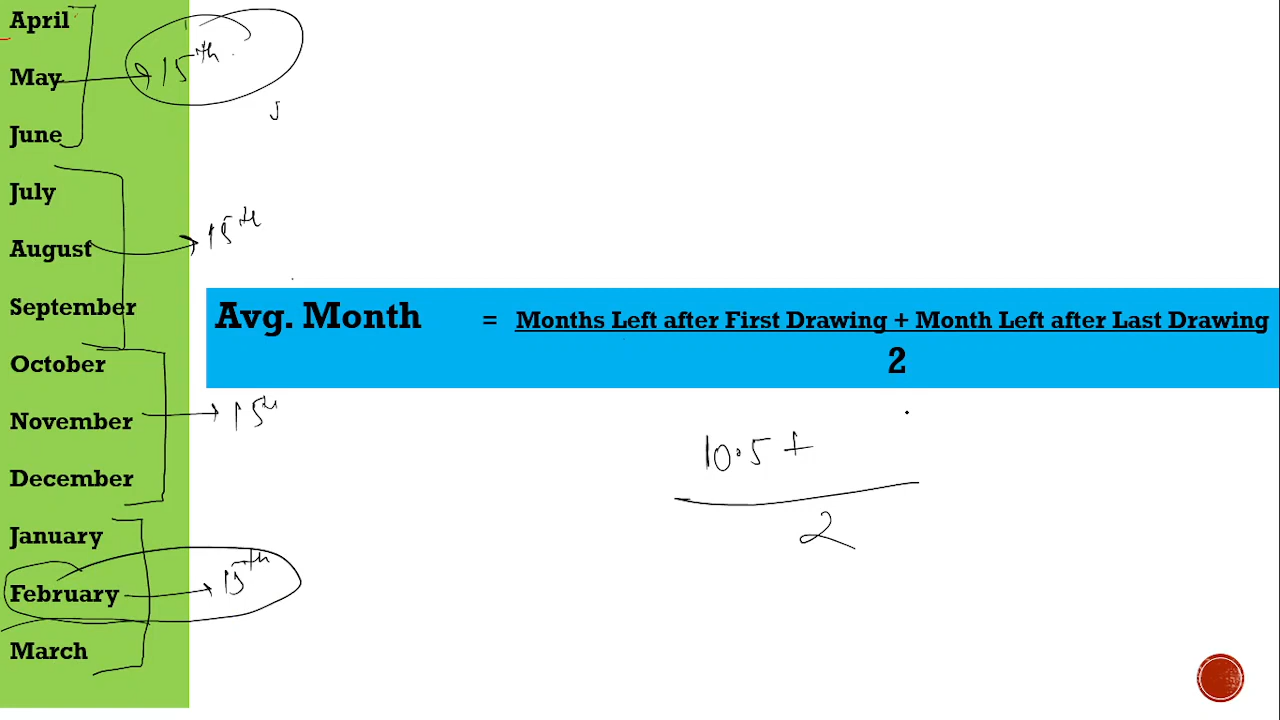 April
15th
May
June
July
15th
August
September
Avg. Month = Months Left after First Drawing + Month Left after Last Drawing
2
October
15th
November
10.5 +
2
December
January
15th
February
March